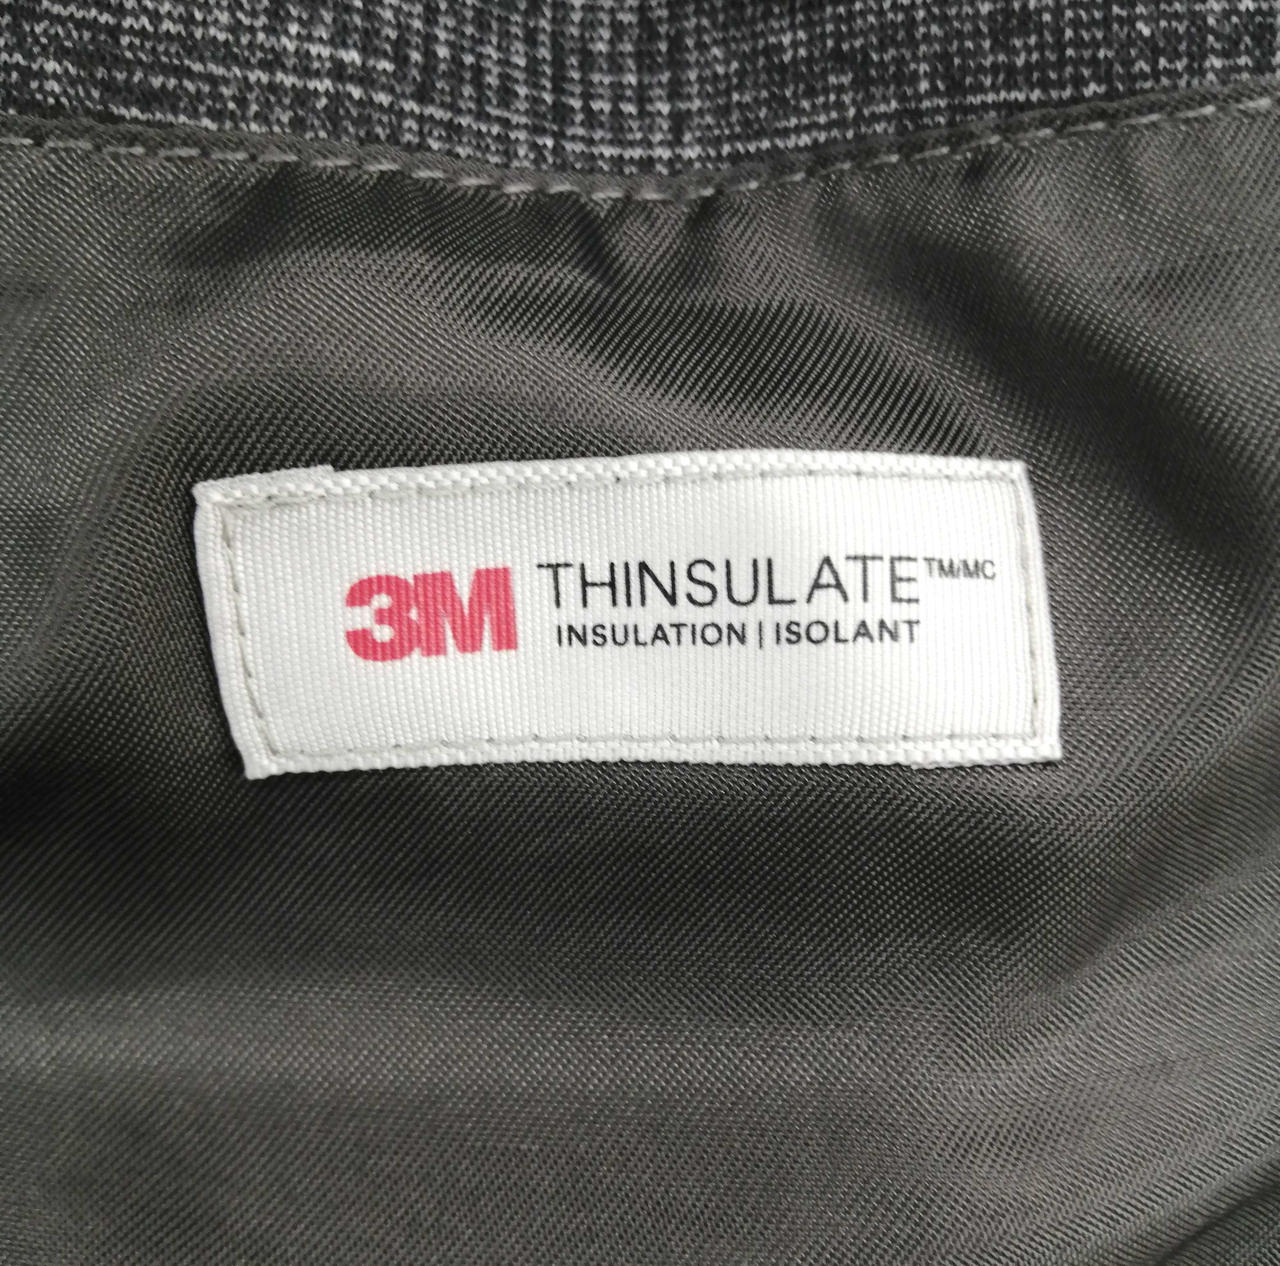 3M THINSULATE™/MC
INSULATION | ISOLANT